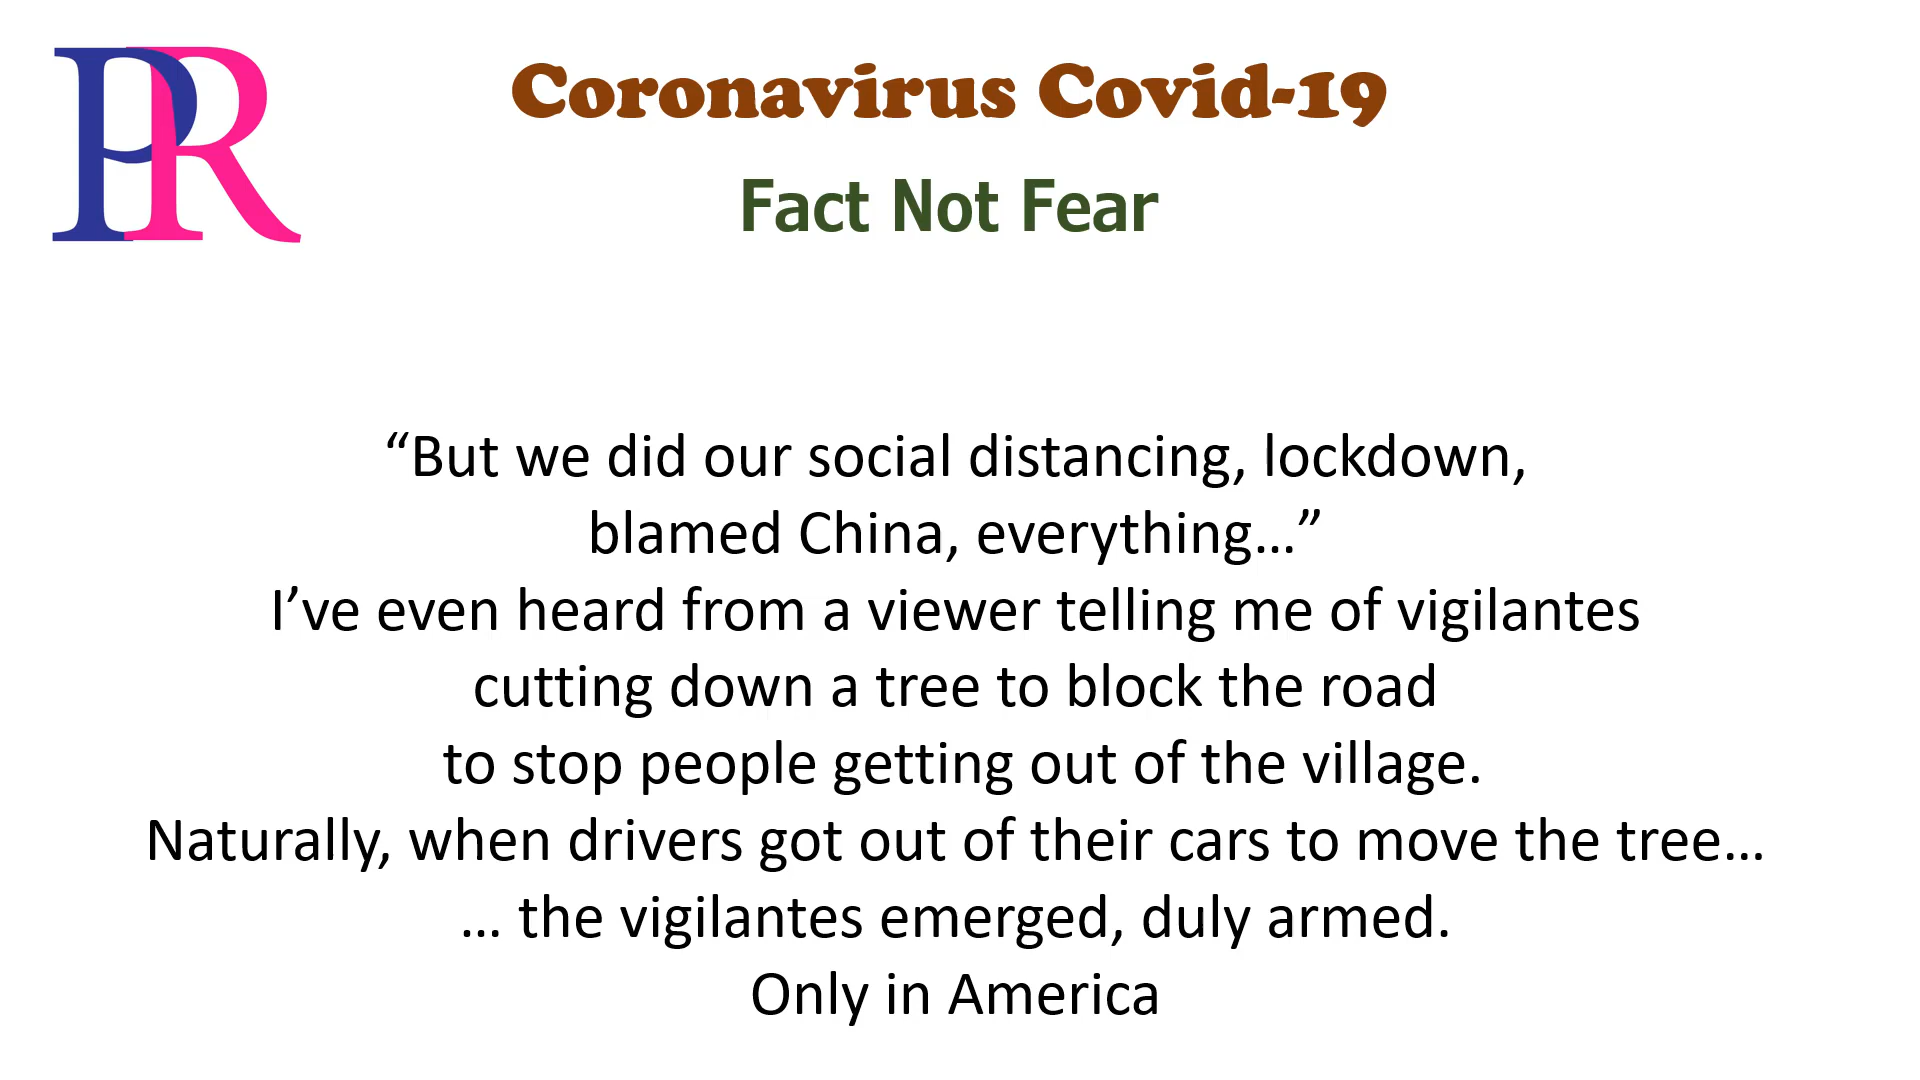 PR
Coronavirus Covid-19
Fact Not Fear
“But we did our social distancing, lockdown,
blamed China, everything…”
I’ve even heard from a viewer telling me of vigilantes
cutting down a tree to block the road
to stop people getting out of the village.
Naturally, when drivers got out of their cars to move the tree…
… the vigilantes emerged, duly armed.
Only in America